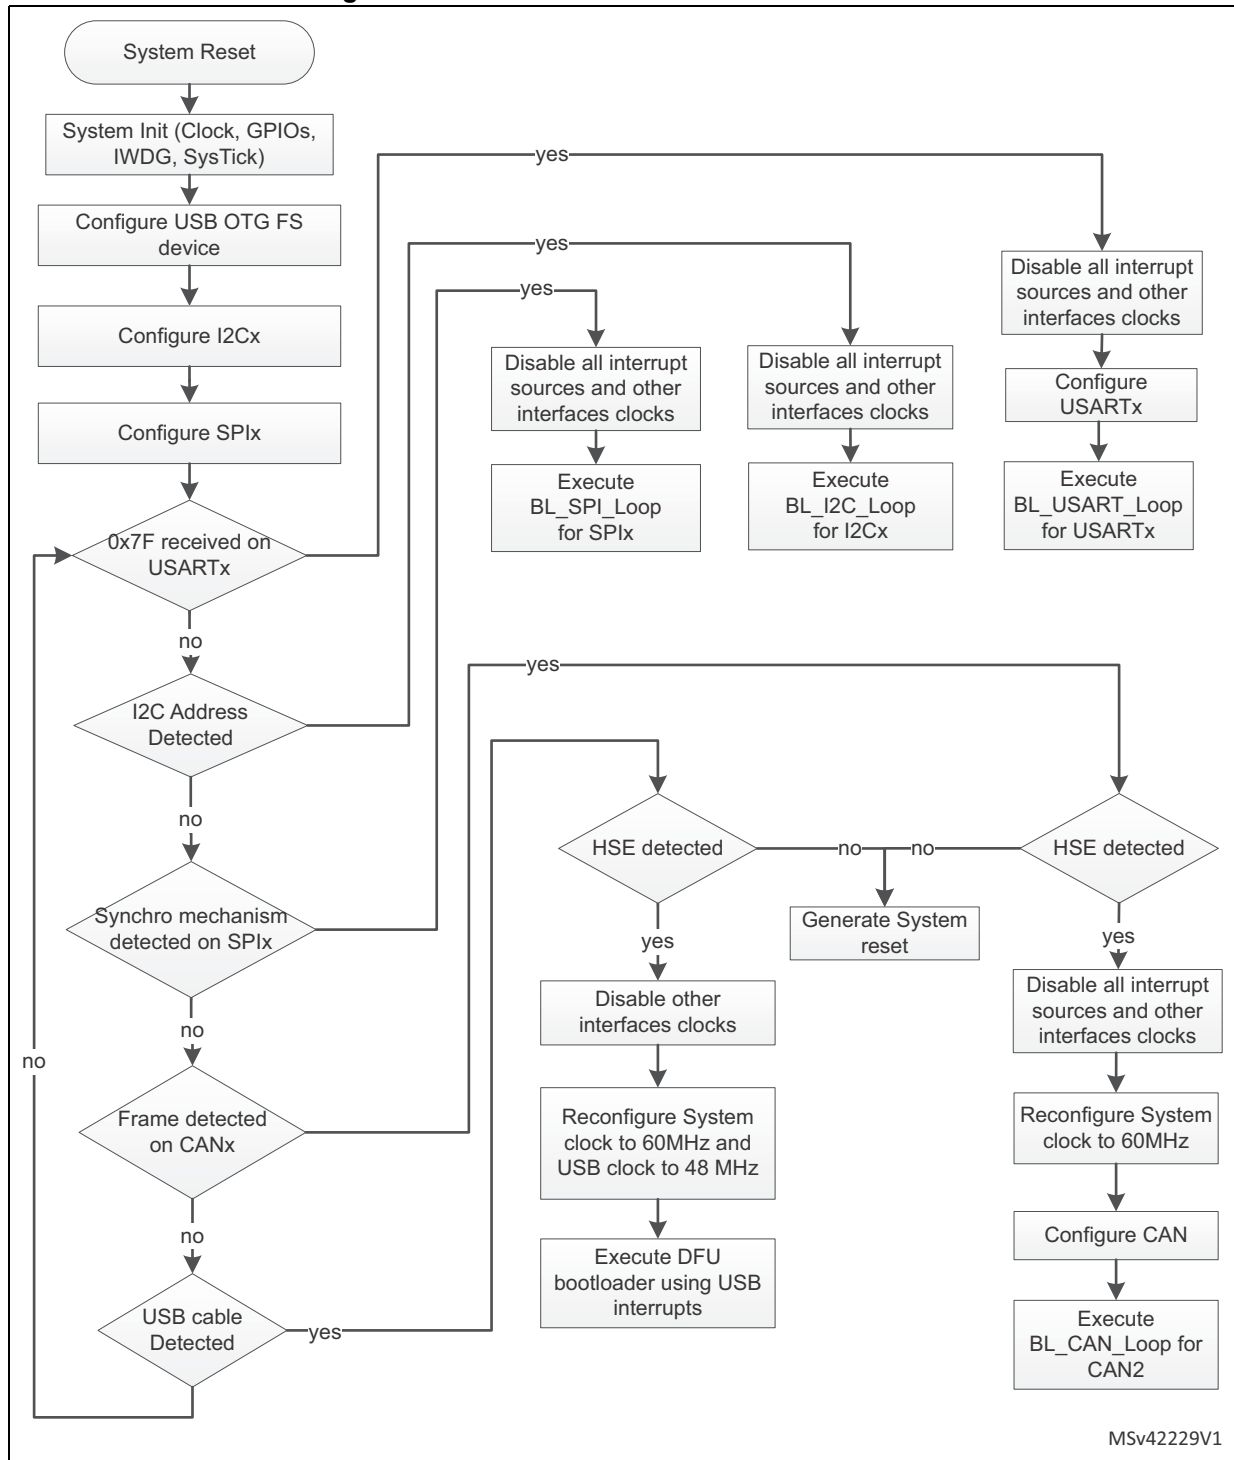 System Reset
System Init (Clock, GPIOs,
IWDG, SysTick)
Configure USB OTG FS
device
Configure I2Cx
Configure SPIx
0x7F received on
USARTx
yes
no
I2C Address
Detected
yes
no
Synchro mechanism
detected on SPIx
yes
no
Frame detected
on CANx
yes
no
USB cable
Detected
yes
no
Disable all interrupt
sources and other
interfaces clocks
Execute
BL_SPI_Loop
for SPIx
Disable all interrupt
sources and other
interfaces clocks
Execute
BL_I2C_Loop
for I2Cx
Disable all interrupt
sources and other
interfaces clocks
Configure
USARTx
Execute
BL_USART_Loop
for USARTx
HSE detected
no
no
HSE detected
Generate System
reset
yes
Disable other
interfaces clocks
Reconfigure System
clock to 60MHz and
USB clock to 48 MHz
Execute DFU
bootloader using USB
interrupts
yes
Disable all interrupt
sources and other
interfaces clocks
Reconfigure System
clock to 60MHz
Configure CAN
Execute
BL_CAN_Loop for
CAN2
MSv42229V1